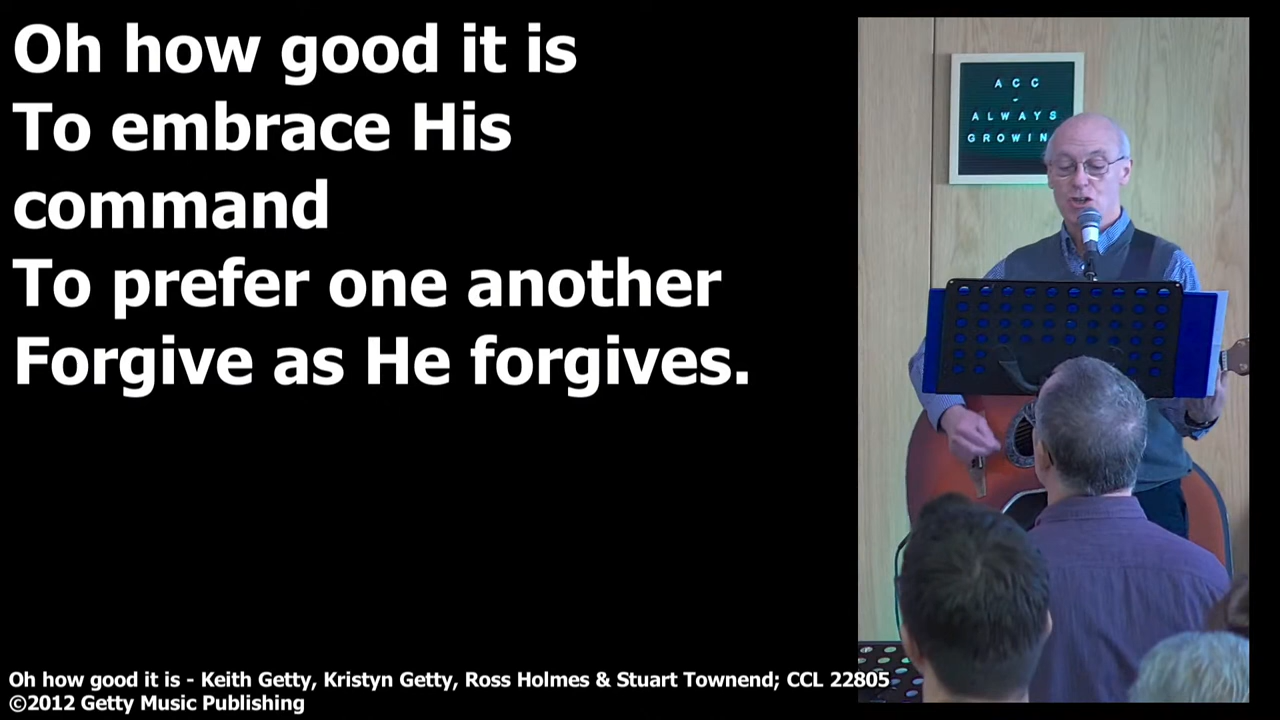 Oh how good it is
To embrace His
command
To prefer one another
Forgive as He forgives.
ACC
-
ALWAYS
GROWIN
Oh how good it is - Keith Getty, Kristyn Getty, Ross Holmes & Stuart Townend; CCL 22805
©2012 Getty Music Publishing